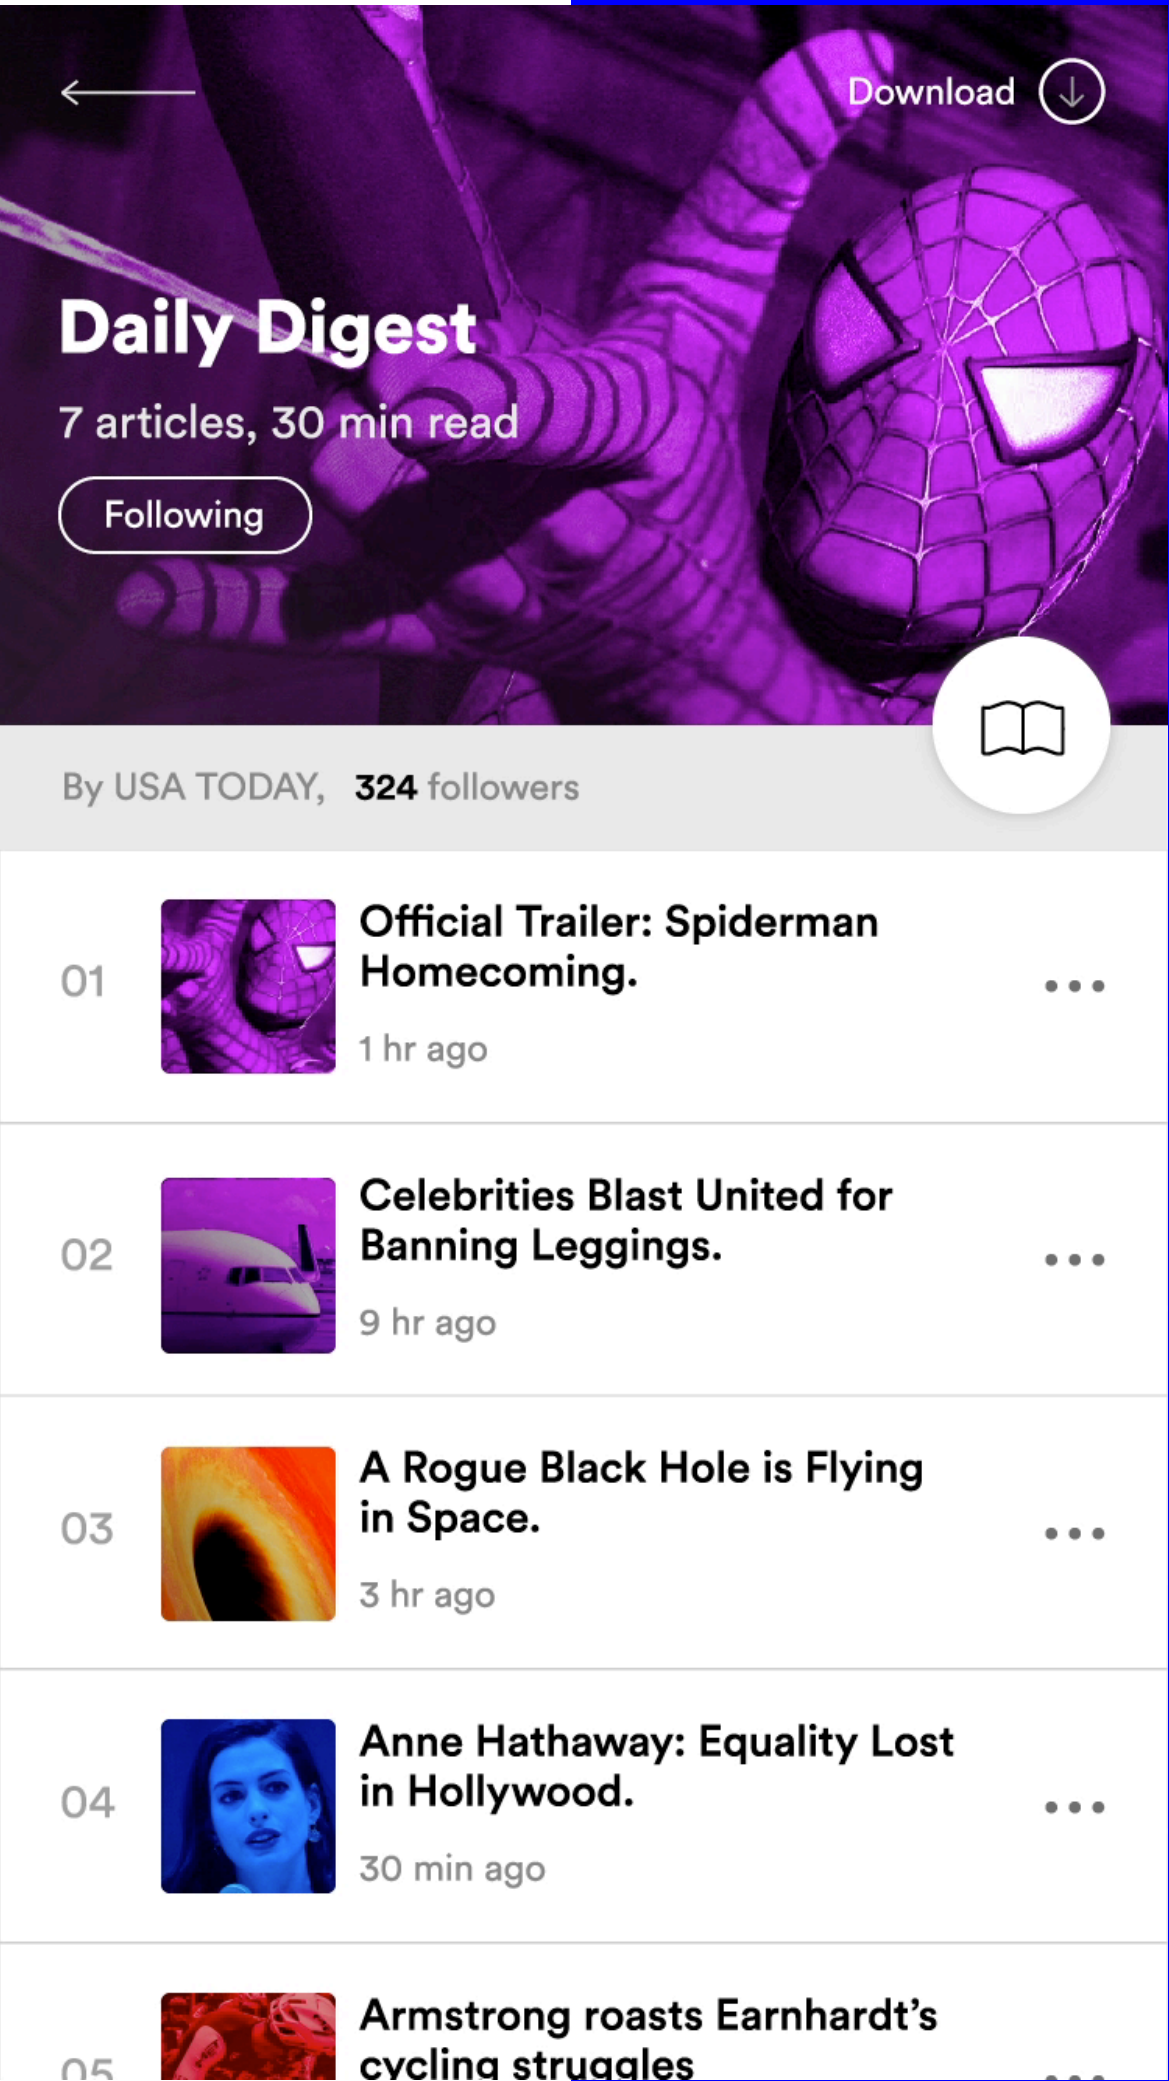 Download
Daily Digest
7 articles, 30 min read
Following
By USA TODAY, 324 followers
01
Official Trailer: Spiderman
Homecoming.
1 hr ago
02
Celebrities Blast United for
Banning Leggings.
9 hr ago
03
A Rogue Black Hole is Flying
in Space.
3 hr ago
04
Anne Hathaway: Equality Lost
in Hollywood.
30 min ago
05
Armstrong roasts Earnhardt’s
cycling struggles